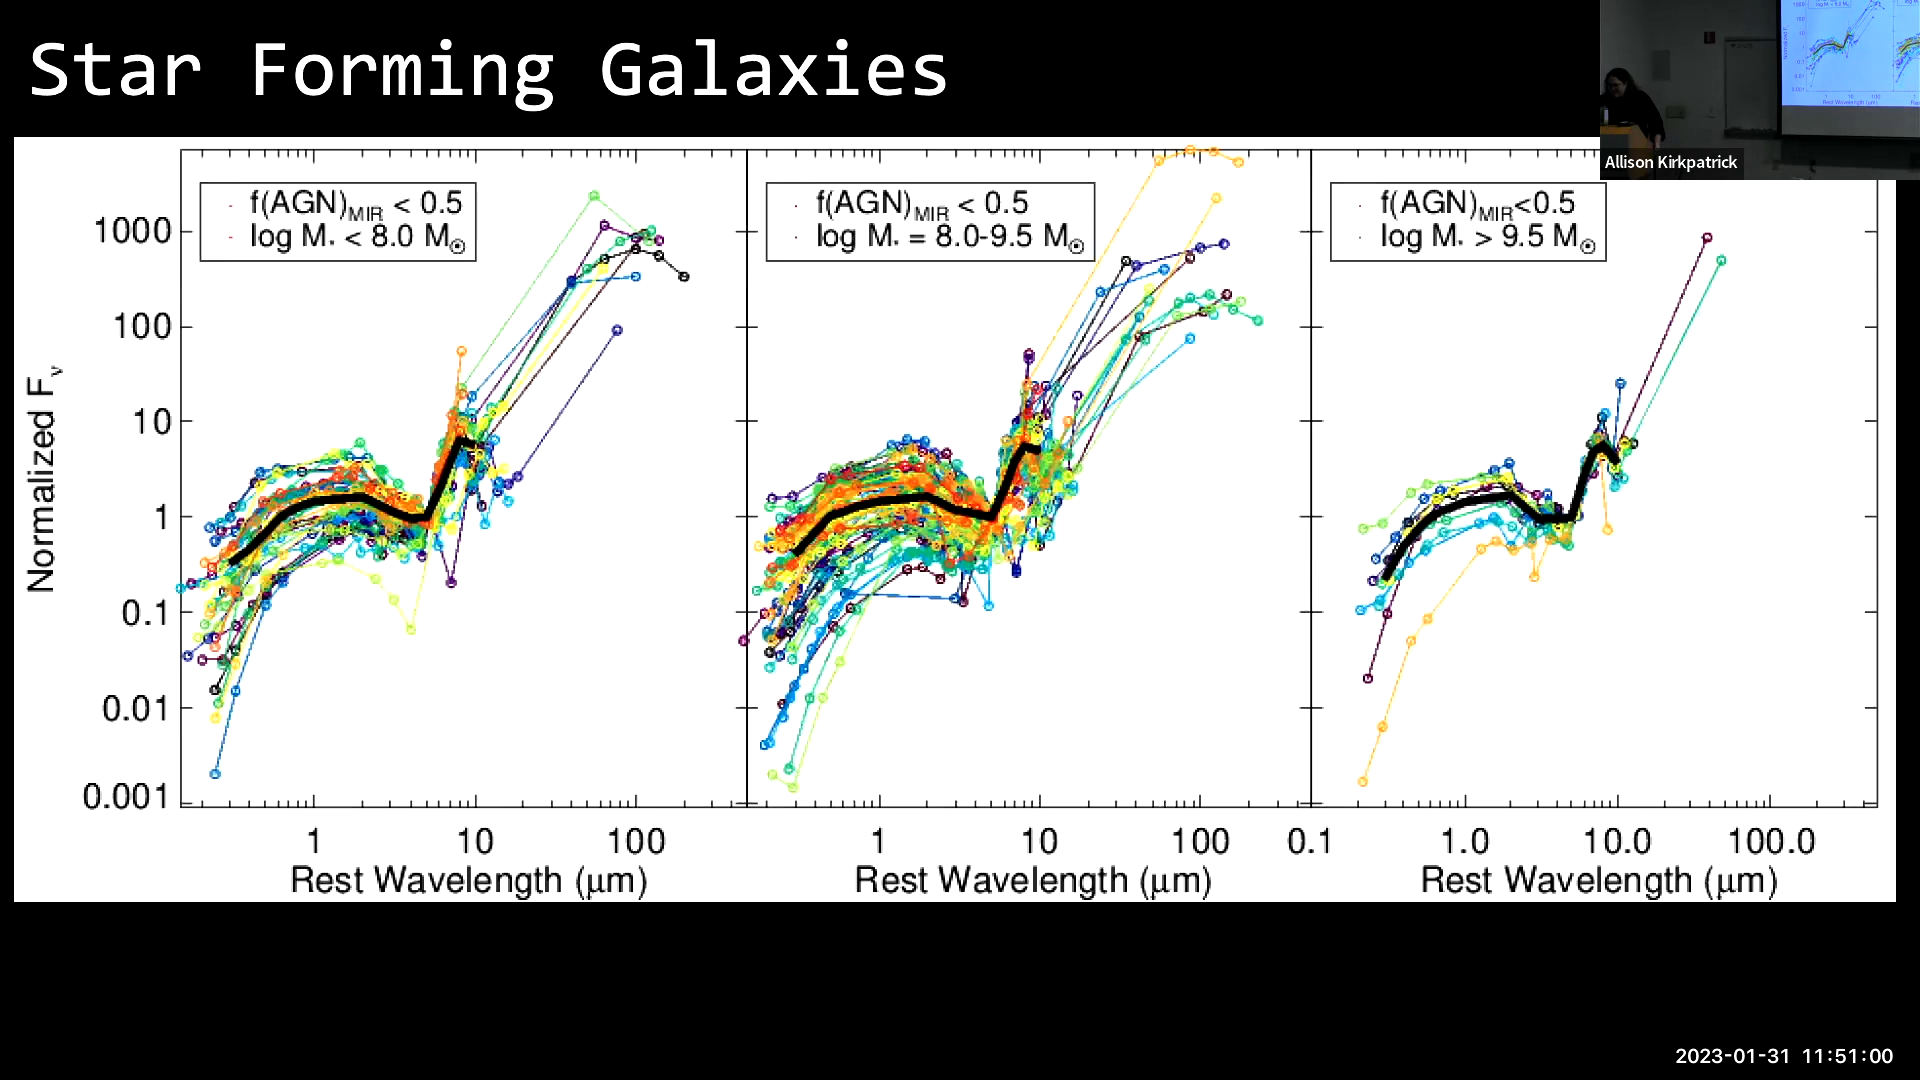 Star Forming Galaxies
Allison Kirkpatrick
f(AGN)MIR < 0.5
log M* < 8.0 M⊙
f(AGN)MIR < 0.5
log M* = 8.0-9.5 M⊙
f(AGN)MIR<0.5
log M* > 9.5 M⊙
Normalized Fν
1000
100
10
1
0.1
0.01
0.001
1 10 100
1 10 100
0.1 1.0 10.0 100.0
Rest Wavelength (μm)
Rest Wavelength (μm)
Rest Wavelength (μm)
2023-01-31 11:51:00